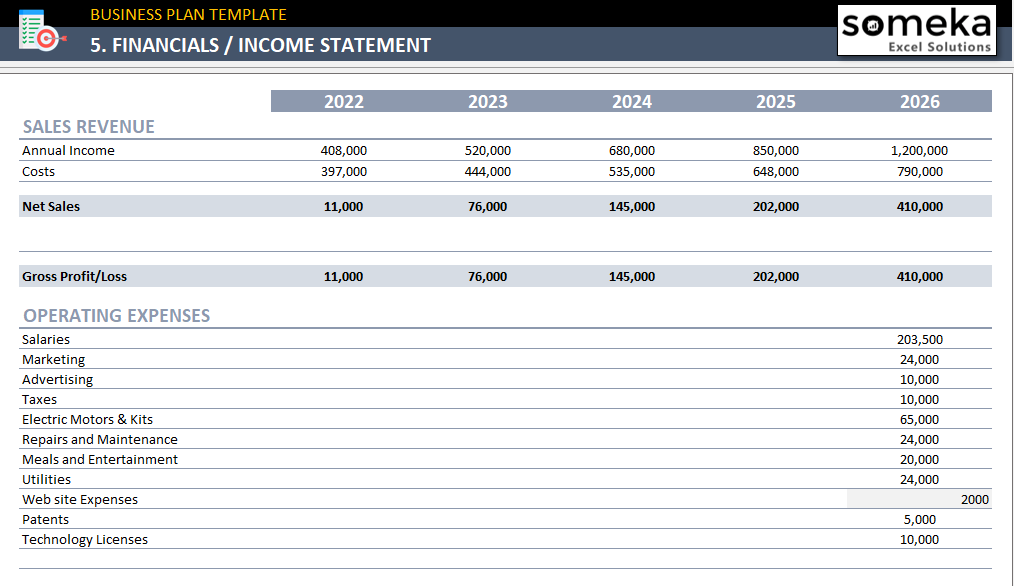 BUSINESS PLAN TEMPLATE
5. FINANCIALS / INCOME STATEMENT
someka
Excel Solutions
2022 2023 2024 2025 2026
SALES REVENUE
Annual Income 408,000 520,000 680,000 850,000 1,200,000
Costs 397,000 444,000 535,000 648,000 790,000
Net Sales 11,000 76,000 145,000 202,000 410,000
Gross Profit/Loss 11,000 76,000 145,000 202,000 410,000
OPERATING EXPENSES
Salaries 203,500
Marketing 24,000
Advertising 10,000
Taxes 10,000
Electric Motors & Kits 65,000
Repairs and Maintenance 24,000
Meals and Entertainment 20,000
Utilities 24,000
Web site Expenses 2000
Patents 5,000
Technology Licenses 10,000